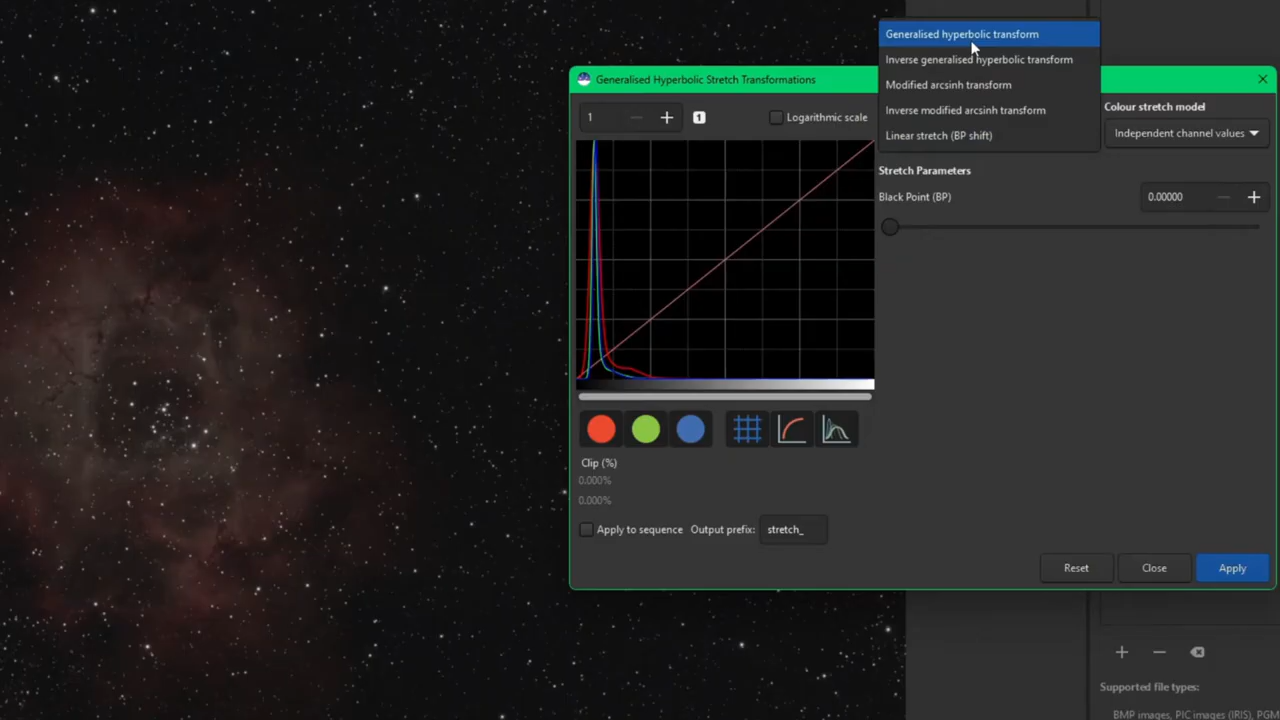 Generalised hyperbolic transform
Inverse generalised hyperbolic transform
Modified arcsinh transform
Inverse modified arcsinh transform
Linear stretch (BP shift)
Generalised Hyperbolic Stretch Transformations
1
1
Logarithmic scale
Colour stretch model
Independent channel values
Stretch Parameters
Black Point (BP)
0.00000
Clip (%)
0.000%
0.000%
Apply to sequence
Output prefix:
stretch_
Reset
Close
Apply
Supported file types:
BMP images, PIC images (IRIS), PGM